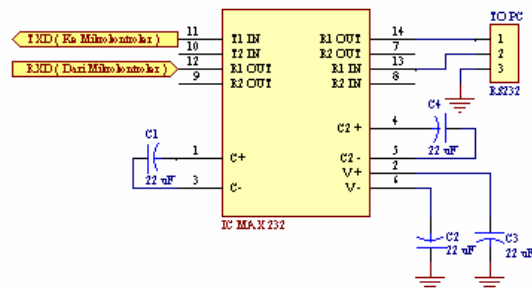 TO PC
TXD ( Ke Mikrokontroler )
11
T1 IN
R1 OUT
14
1
10
T2 IN
R2 OUT
7
2
RXD ( Dari Mikrokontroler )
12
R1 OUT
R1 IN
13
3
9
R2 OUT
R2 IN
8
RS232
C4
C2 +
4
22 uF
C1
1
C+
C2 -
5
V+
2
22 uF
3
C-
V-
6
IC MAX 232
C2
22 uF
C3
22 uF